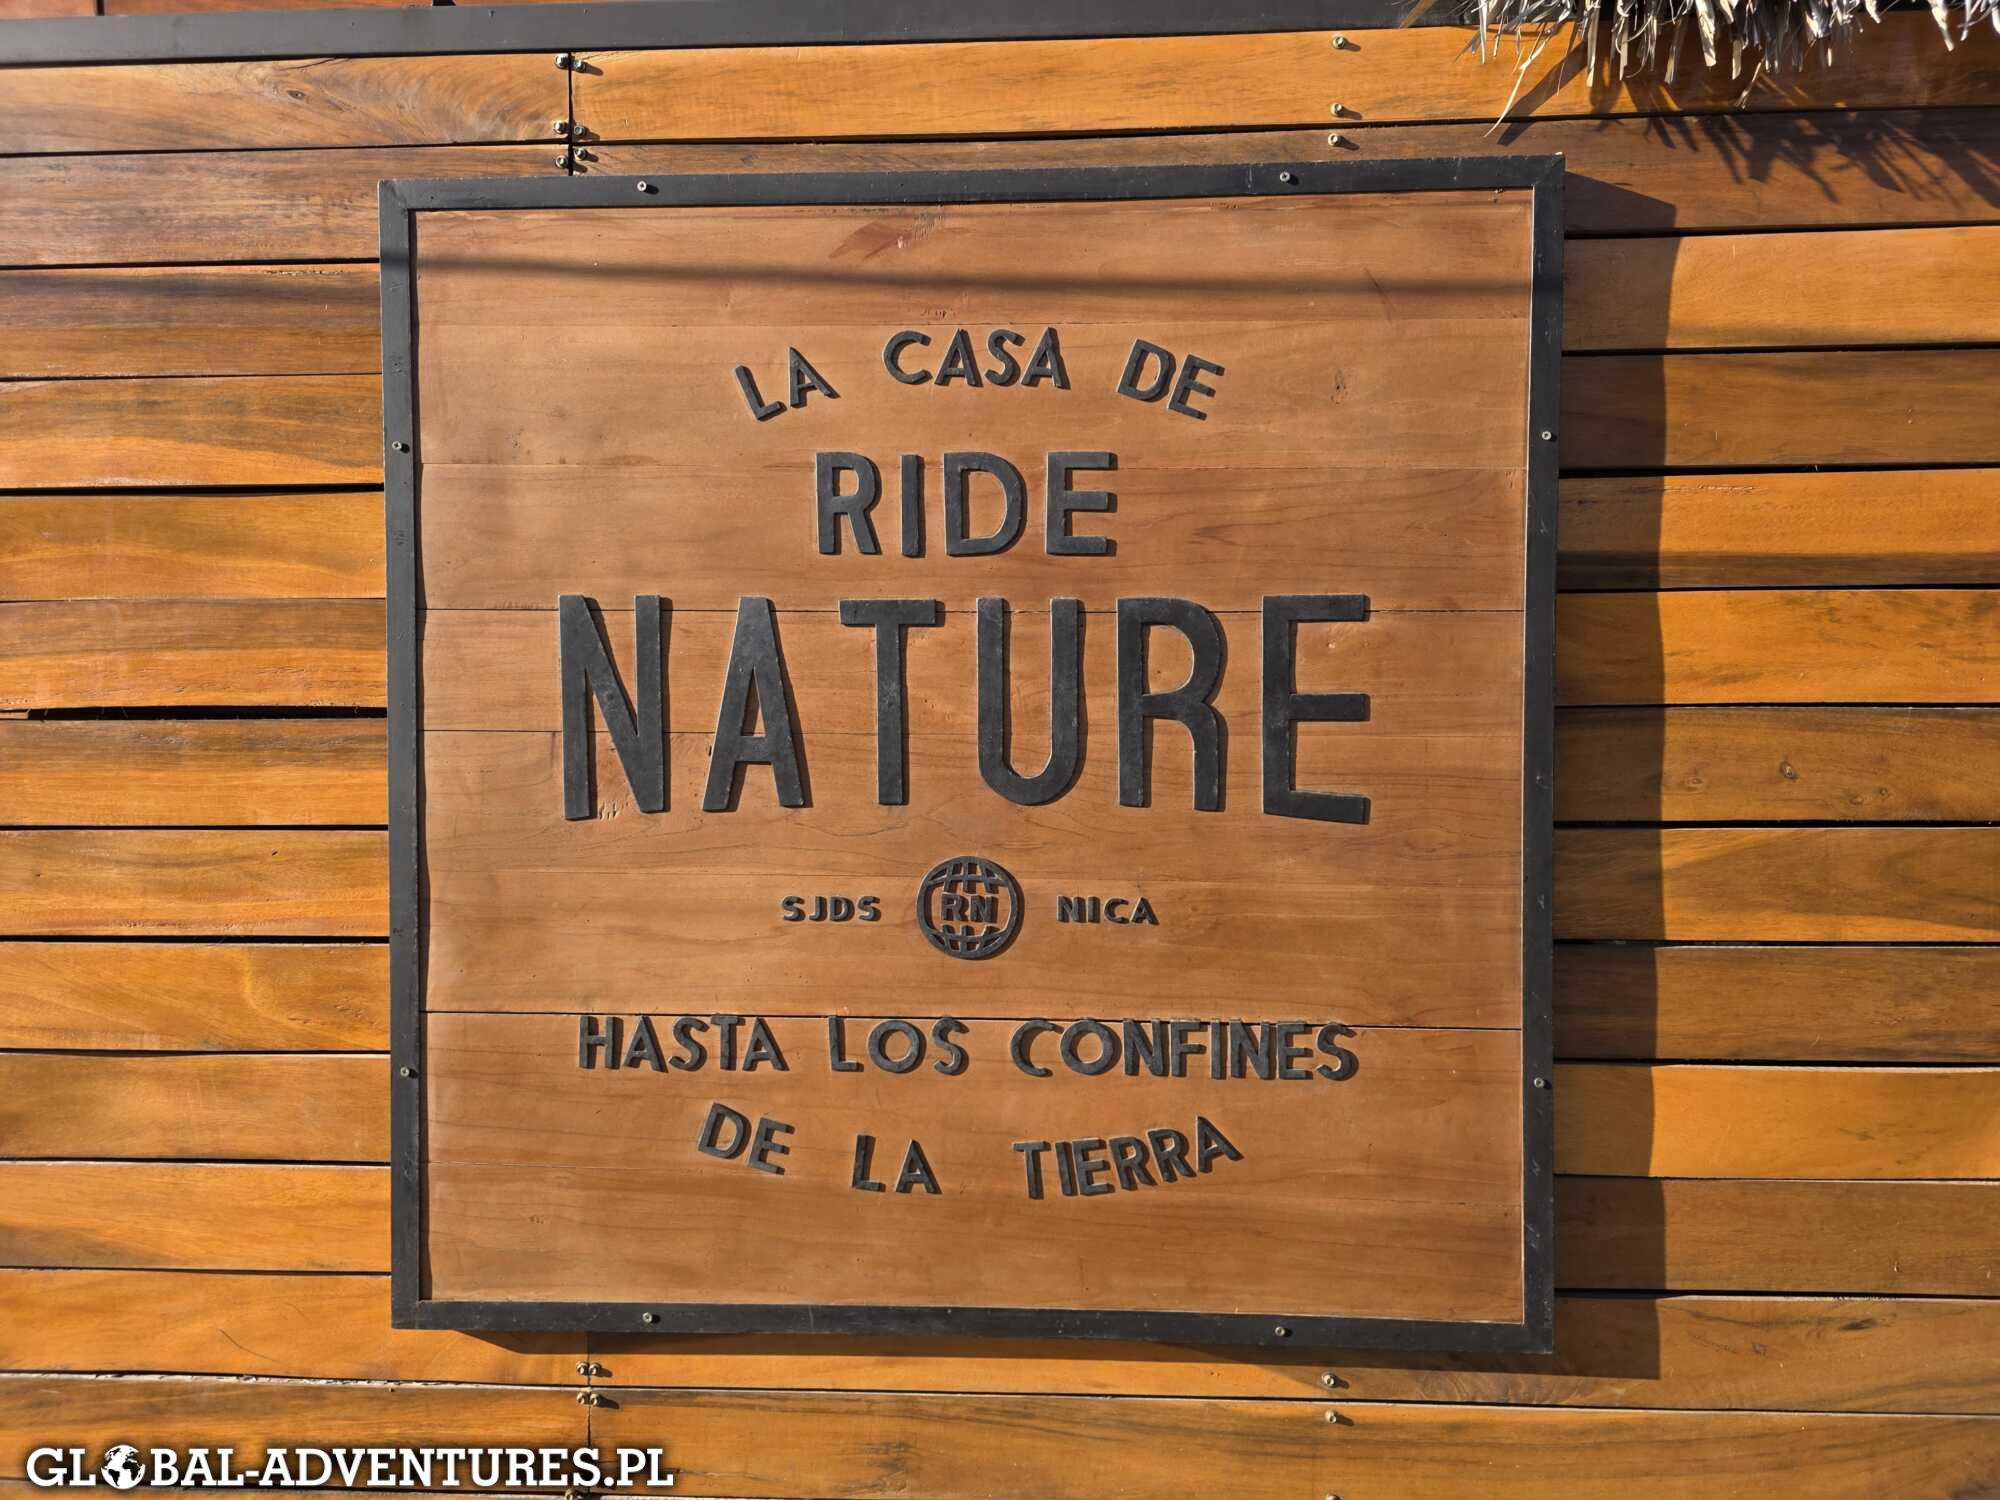 LA CASA DE
RIDE
NATURE
SJDS RN NICA
HASTA LOS CONFINES
DE LA TIERRA
GLOBAL-ADVENTURES.PL